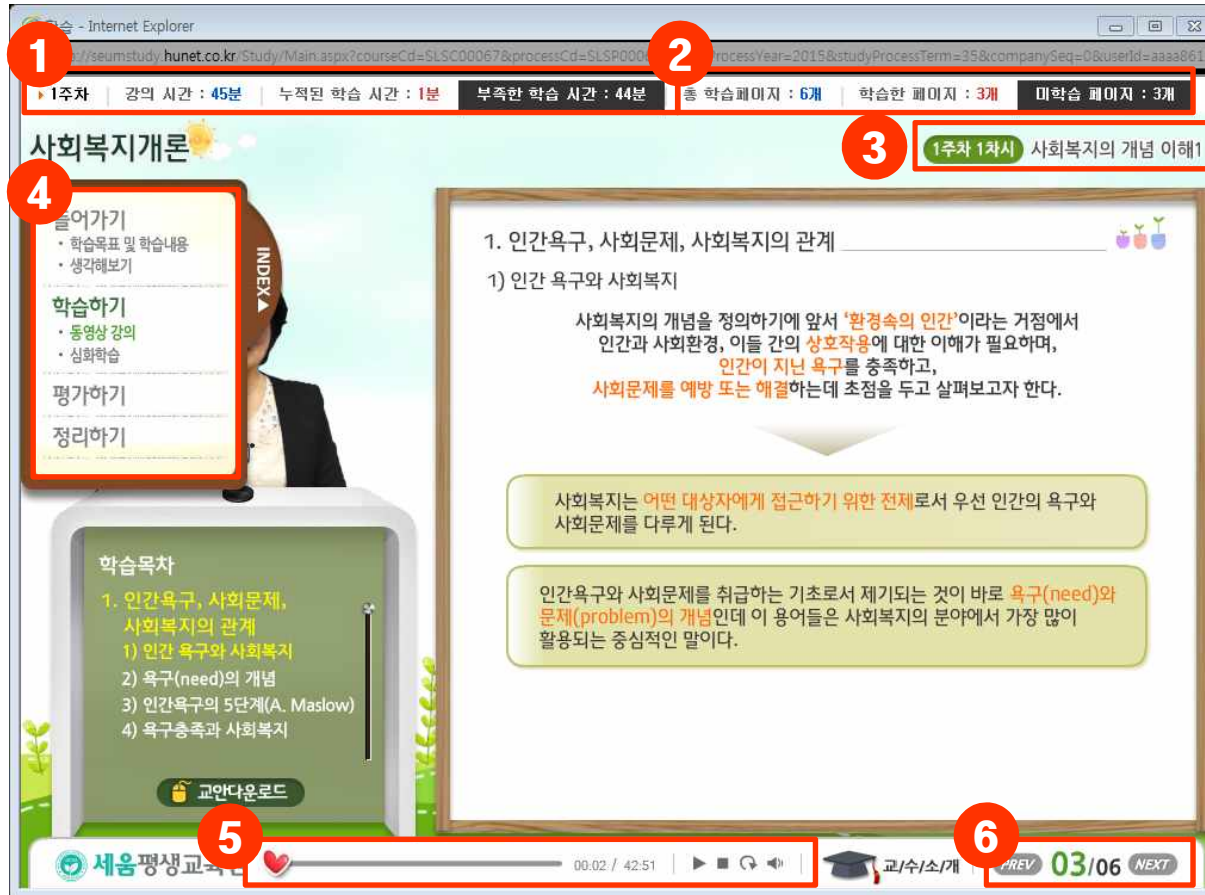 학습 - Internet Explorer
//seumstudy.hunet.co.kr/Study/Main.aspx?courseCd=SLSC00067&processCd=SLSP000 rocessYear=2015&studyProcessTerm=35&companySeq=0&userId=aaaa861
1 2
1주차 | 강의 시간 : 45분 | 누적된 학습 시간 : 1분 부족한 학습 시간 : 44분 총 학습페이지 : 6개 | 학습한 페이지 : 3개 미학습 페이지 : 3개
사회복지개론
3 1주차 1차시 사회복지의 개념 이해1
4
들어가기
• 학습목표 및 학습내용
• 생각해보기
학습하기
• 동영상 강의
• 심화학습
평가하기
정리하기
INDEX▲
1. 인간욕구, 사회문제, 사회복지의 관계
1) 인간 욕구와 사회복지
사회복지의 개념을 정의하기에 앞서 ‘환경속의 인간’이라는 거점에서
인간과 사회환경, 이들 간의 상호작용에 대한 이해가 필요하며,
인간이 지닌 욕구를 충족하고,
사회문제를 예방 또는 해결하는데 초점을 두고 살펴보고자 한다.
사회복지는 어떤 대상자에게 접근하기 위한 전제로서 우선 인간의 욕구와
사회문제를 다루게 된다.
인간욕구와 사회문제를 취급하는 기초로서 제기되는 것이 바로 욕구(need)와
문제(problem)의 개념인데 이 용어들은 사회복지의 분야에서 가장 많이
활용되는 중심적인 말이다.
학습목차
1. 인간욕구, 사회문제,
사회복지의 관계
1) 인간 욕구와 사회복지
2) 욕구(need)의 개념
3) 인간욕구의 5단계(A. Maslow)
4) 욕구충족과 사회복지
교안다운로드
5 6
세움평생교육원
00:02 / 42:51
교/수/소/개
PREV 03/06 NEXT